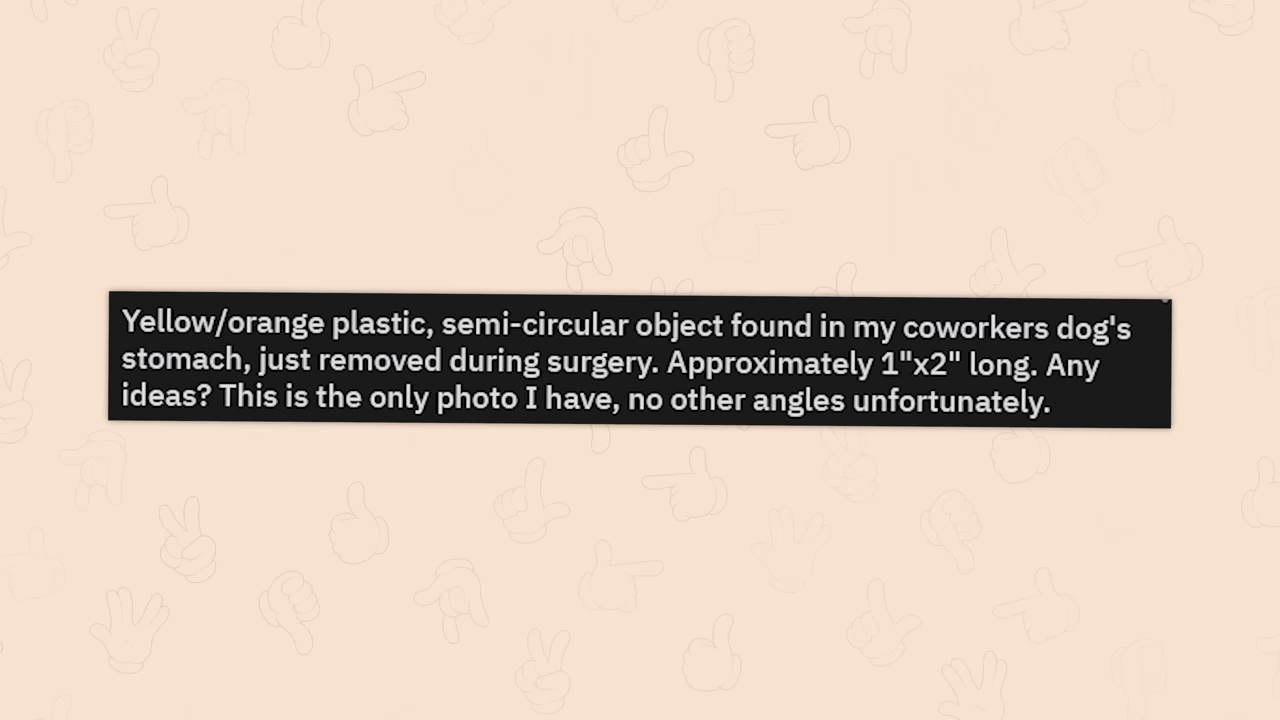 Yellow/orange plastic, semi-circular object found in my coworkers dog's
stomach, just removed during surgery. Approximately 1"x2" long. Any
ideas? This is the only photo I have, no other angles unfortunately.